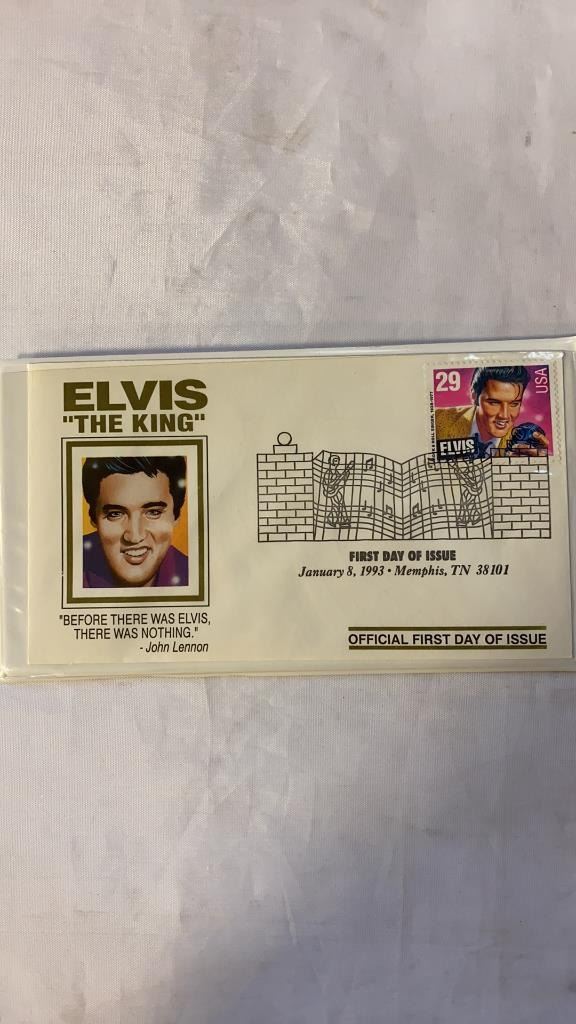 ELVIS
"THE KING"
"BEFORE THERE WAS ELVIS,
THERE WAS NOTHING."
- John Lennon
29
USA
ELVIS
FIRST DAY OF ISSUE
January 8, 1993 • Memphis, TN 38101
OFFICIAL FIRST DAY OF ISSUE